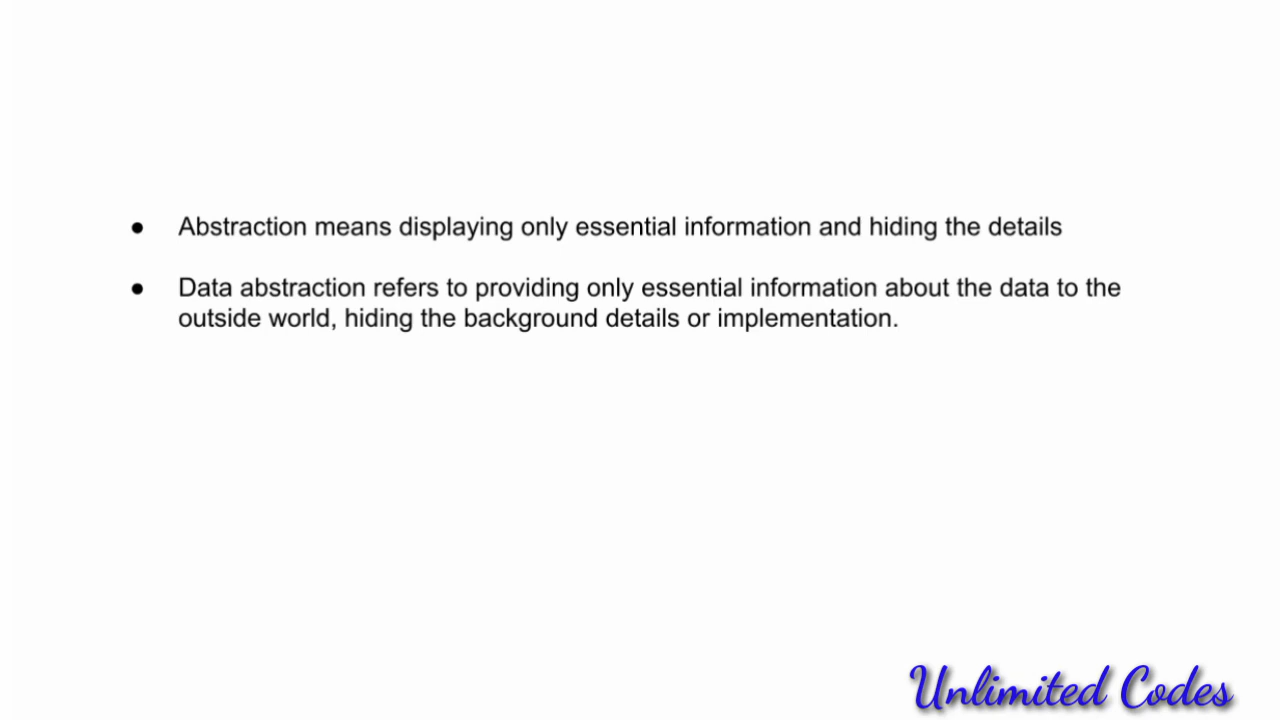 ● Abstraction means displaying only essential information and hiding the details
● Data abstraction refers to providing only essential information about the data to the
outside world, hiding the background details or implementation.
Unlimited Codes